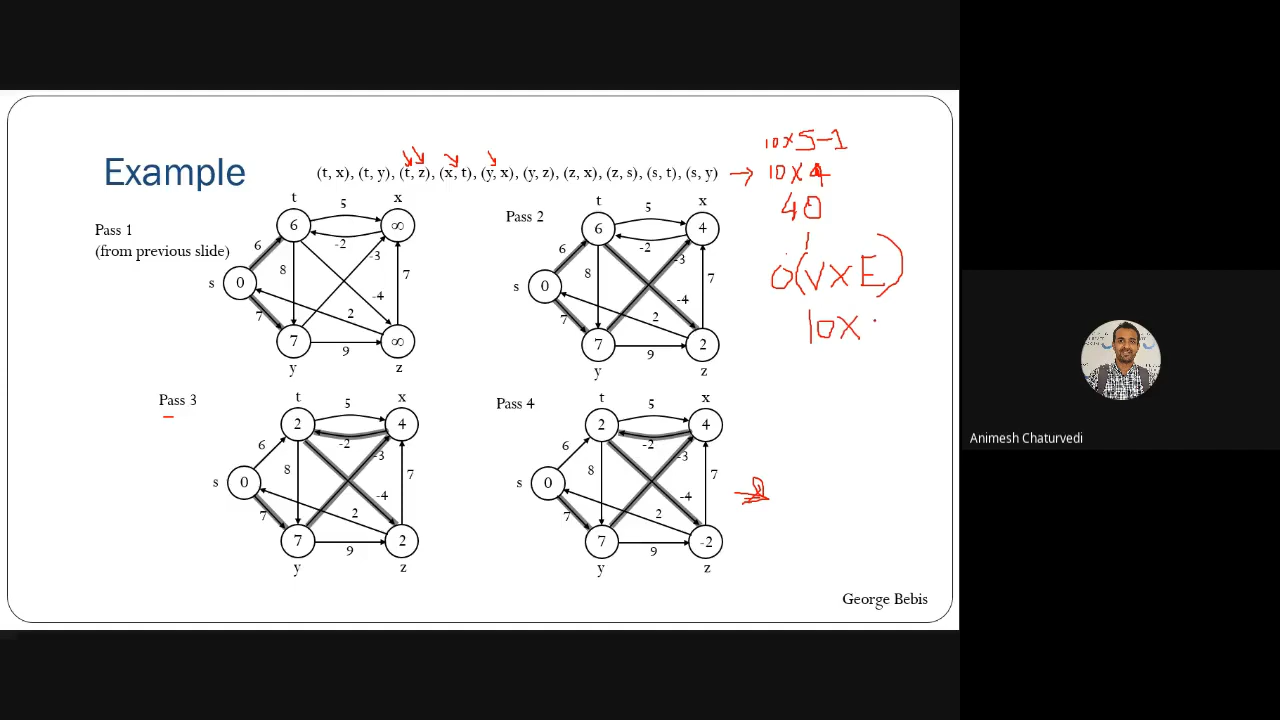 Example
(t, x), (t, y), (t, z), (x, t), (y, x), (y, z), (z, x), (z, s), (s, t), (s, y)
10 x 5-1
10 x 4
40
O(V x E)
10 x
Pass 1
(from previous slide)
t
x
5
6
∞
-2
6
8
-3
s
0
7
-4
7
2
7
9
∞
y
z
Pass 2
t
x
5
6
4
-2
6
8
-3
s
0
7
-4
7
2
7
9
2
y
z
Pass 3
t
x
5
2
4
-2
6
8
-3
s
0
7
-4
7
2
7
9
2
y
z
Pass 4
t
x
5
2
4
-2
6
8
-3
s
0
7
-4
7
2
7
9
-2
y
z
George Bebis
Animesh Chaturvedi